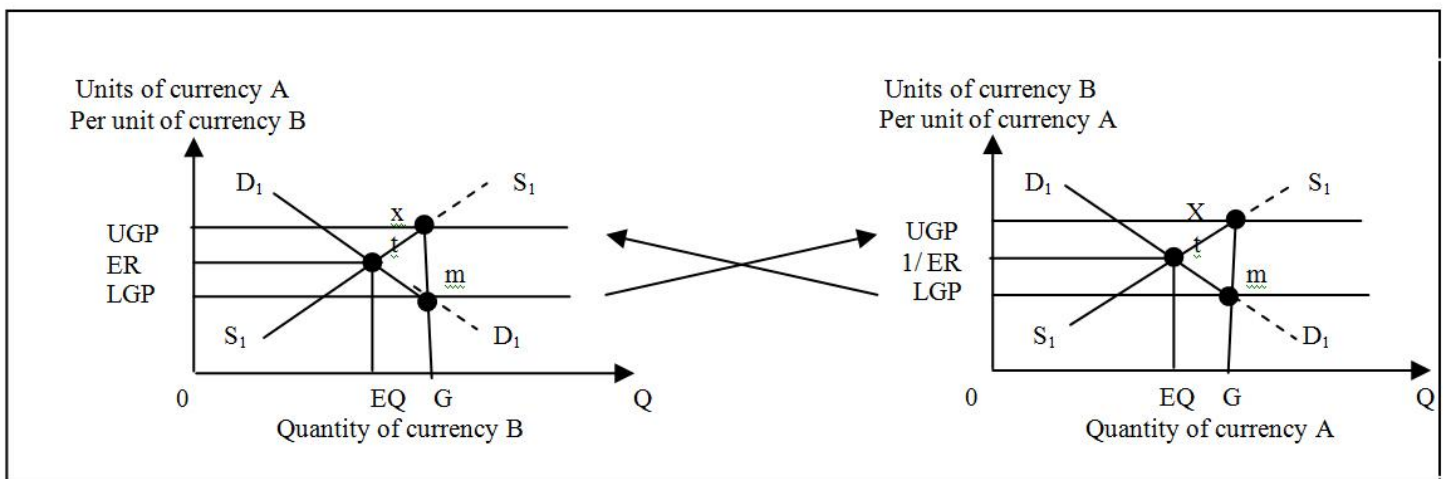 Units of currency A
Per unit of currency B
D1
S1
x
UGP
t
ER
m
LGP
S1
D1
0
EQ
G
Q
Quantity of currency B
Units of currency B
Per unit of currency A
D1
S1
X
UGP
t
1/ ER
m
LGP
S1
D1
0
EQ
G
Q
Quantity of currency A